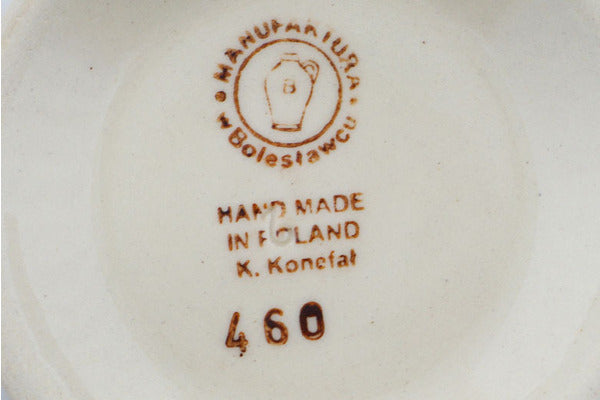 MANUFAKTURA
w Bolesławcu
B
HAND MADE
IN POLAND
K. Konefał
460